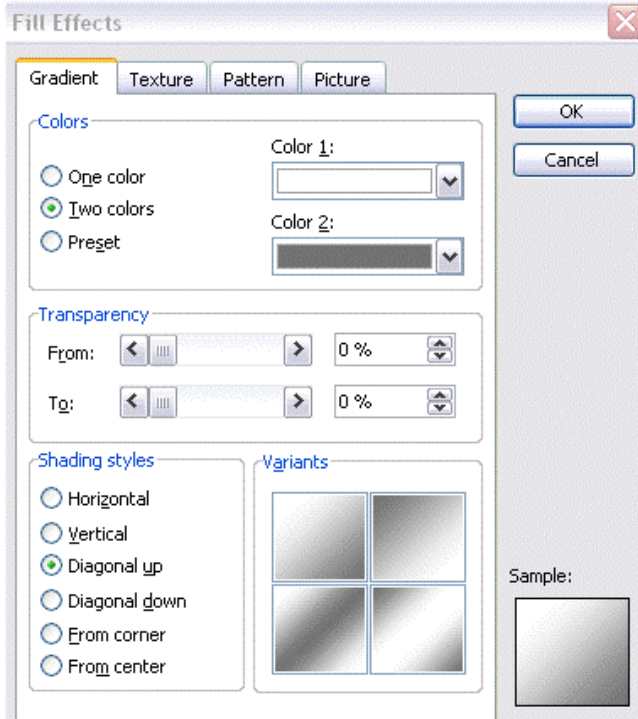 Fill Effects
Gradient Texture Pattern Picture
OK
Cancel
Colors
One color
Two colors
Preset
Color 1:
Color 2:
Transparency
From: 0 %
To: 0 %
Shading styles
Horizontal
Vertical
Diagonal up
Diagonal down
From corner
From center
Variants
Sample: